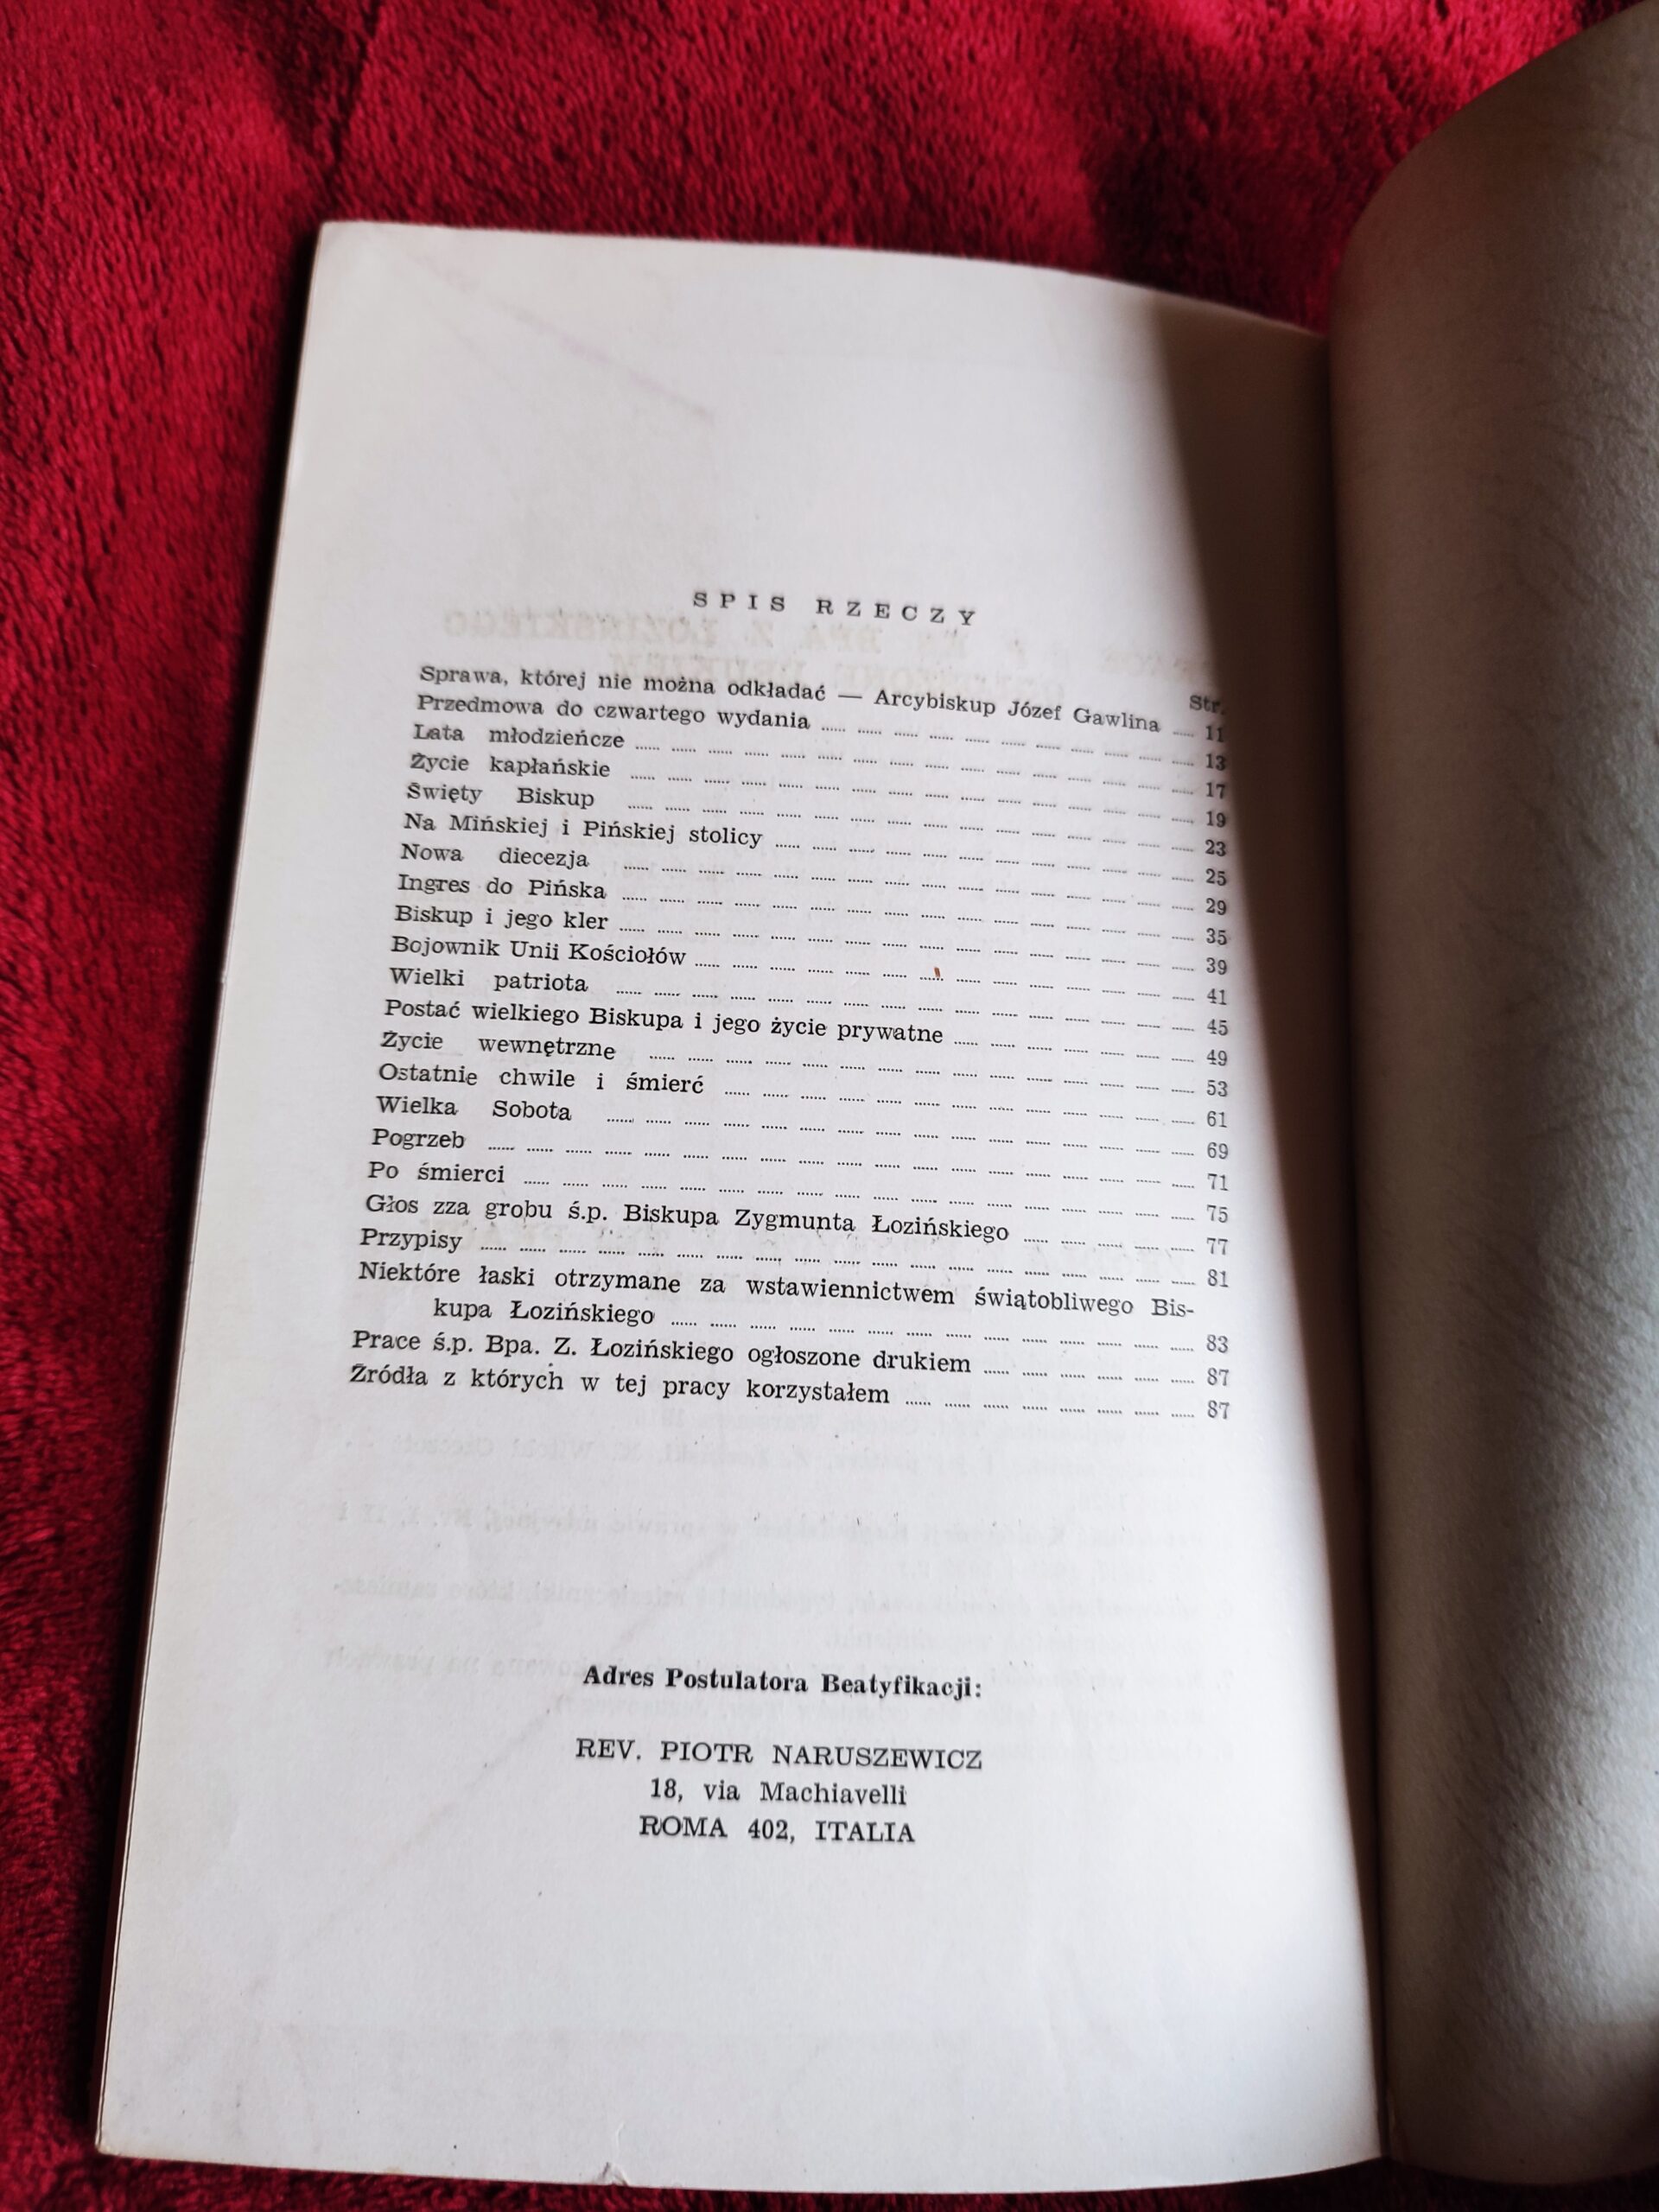 SPIS RZECZY
Str.
Sprawa, której nie można odkładać — Arcybiskup Józef Gawlina ...... 11
Przedmowa do czwartego wydania ...... 13
Lata młodzieńcze ...... 17
Życie kapłańskie ...... 19
Święty Biskup ...... 23
Na Mińskiej i Pińskiej stolicy ...... 25
Nowa diecezja ...... 29
Ingres do Pińska ...... 35
Biskup i jego kler ...... 39
Bojownik Unii Kościołów ...... 41
Wielki patriota ...... 45
Postać wielkiego Biskupa i jego życie prywatne ...... 49
Życie wewnętrzne ...... 53
Ostatnie chwile i śmierć ...... 61
Wielka Sobota ...... 69
Pogrzeb ...... 71
Po śmierci ...... 75
Głos zza grobu ś.p. Biskupa Zygmunta Łozińskiego ...... 77
Przypisy ...... 81
Niektóre łaski otrzymane za wstawiennictwem świątobliwego Bis-
kupa Łozińskiego ...... 83
Prace ś.p. Bpa. Z. Łozińskiego ogłoszone drukiem ...... 87
Źródła z których w tej pracy korzystałem ...... 87
Adres Postulatora Beatyfikacji:
REV. PIOTR NARUSZEWICZ
18, via Machiavelli
ROMA 402, ITALIA